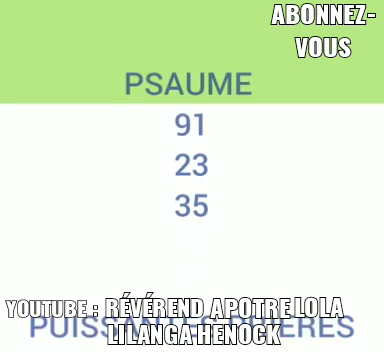 ABONNEZ-
VOUS
PSAUME
91
23
35
YOUTUBE : RÉVÉREND APOTRE LOLA
LILANGA HENOCK